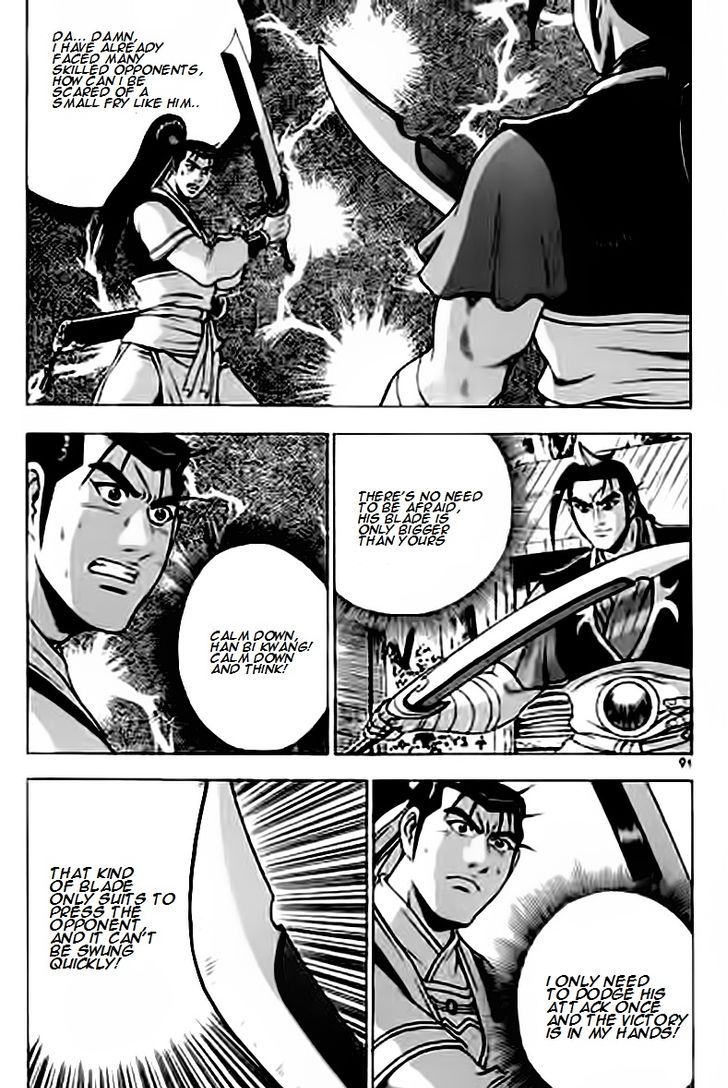 DA... DAMN,
I HAVE ALREADY
FACED MANY
SKILLED OPPONENTS,
HOW CAN I BE
SCARED OF A
SMALL FRY LIKE HIM..
CALM DOWN,
HAN BI KWANG!
CALM DOWN
AND THINK!
THERE'S NO NEED
TO BE AFRAID,
HIS BLADE IS
ONLY BIGGER
THAN YOURS
91
THAT KIND
OF BLADE
ONLY SUITS TO
PRESS THE
OPPONENT
AND IT CAN'T
BE SWUNG
QUICKLY!
I ONLY NEED
TO DODGE HIS
ATTACK ONCE
AND THE VICTORY
IS IN MY HANDS!